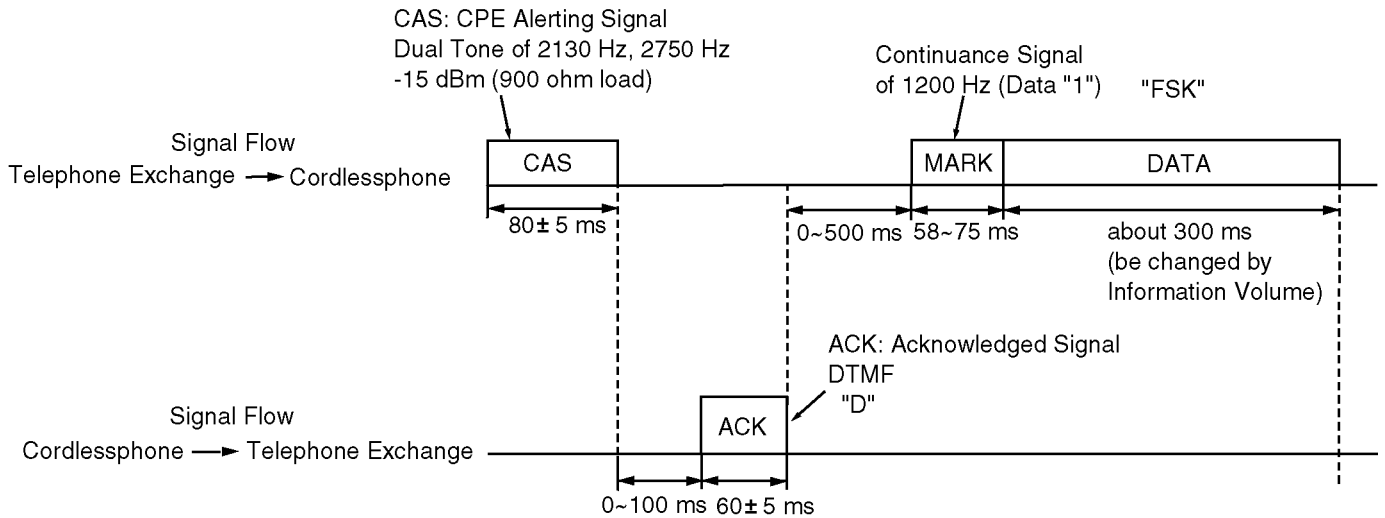 CAS: CPE Alerting Signal
Dual Tone of 2130 Hz, 2750 Hz
-15 dBm (900 ohm load)
Continuance Signal
of 1200 Hz (Data "1")
"FSK"
Signal Flow
Telephone Exchange → Cordlessphone
CAS
MARK
DATA
80± 5 ms
0~500 ms
58~75 ms
about 300 ms
(be changed by
Information Volume)
ACK: Acknowledged Signal
DTMF
"D"
Signal Flow
Cordlessphone → Telephone Exchange
ACK
0~100 ms
60± 5 ms